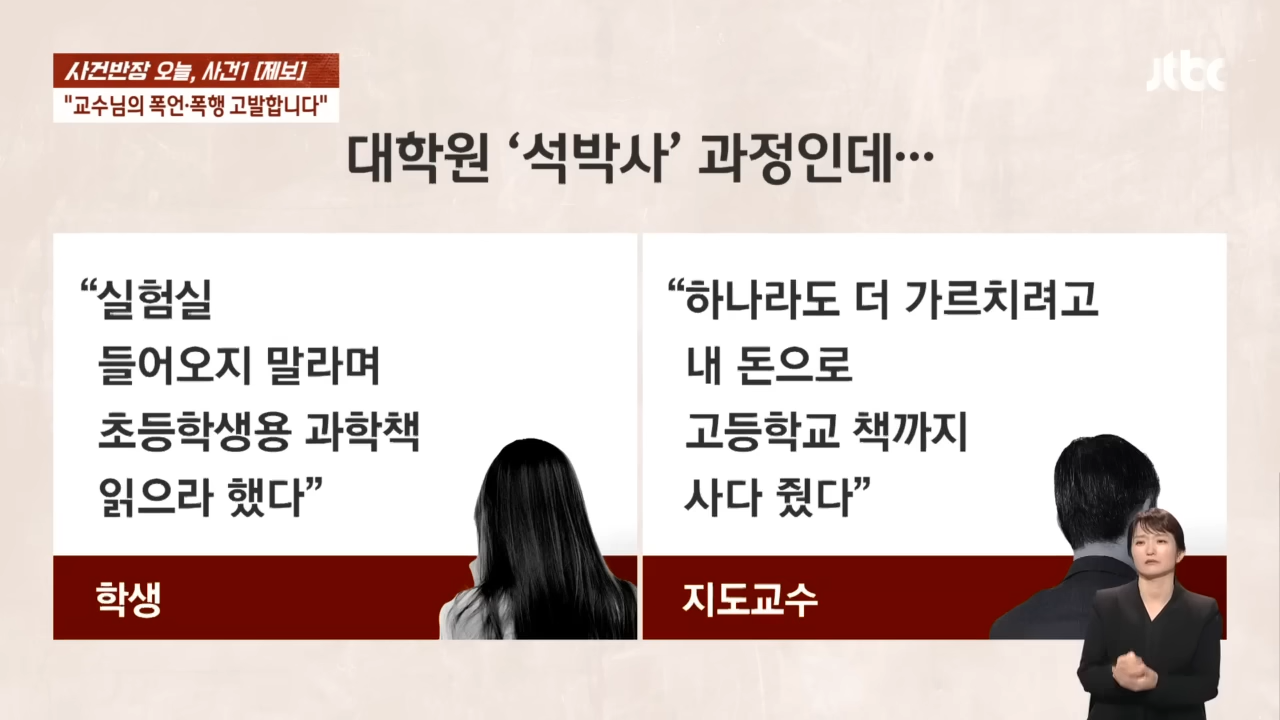 사건반장 오늘, 사건1 [제보]
"교수님의 폭언·폭행 고발합니다"
jtbc
대학원 ‘석박사’ 과정인데…
“실험실
들어오지 말라며
초등학생용 과학책
읽으라 했다”
학생
“하나라도 더 가르치려고
내 돈으로
고등학교 책까지
사다 줬다”
지도교수